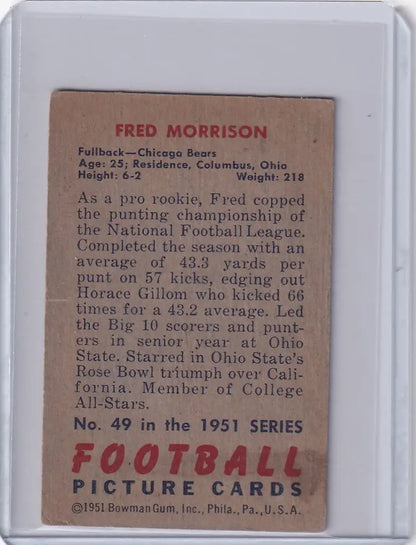 FRED MORRISON
Fullback—Chicago Bears
Age: 25; Residence, Columbus, Ohio
Height: 6-2 Weight: 218
As a pro rookie, Fred copped
the punting championship of
the National Football League.
Completed the season with an
average of 43.3 yards per
punt on 57 kicks, edging out
Horace Gillom who kicked 66
times for a 43.2 average. Led
the Big 10 scorers and punt-
ers in senior year at Ohio
State. Starred in Ohio State's
Rose Bowl triumph over Cali-
fornia. Member of College
All-Stars.
No. 49 in the 1951 SERIES
FOOTBALL
PICTURE CARDS
©1951 Bowman Gum, Inc., Phila., Pa., U.S.A.